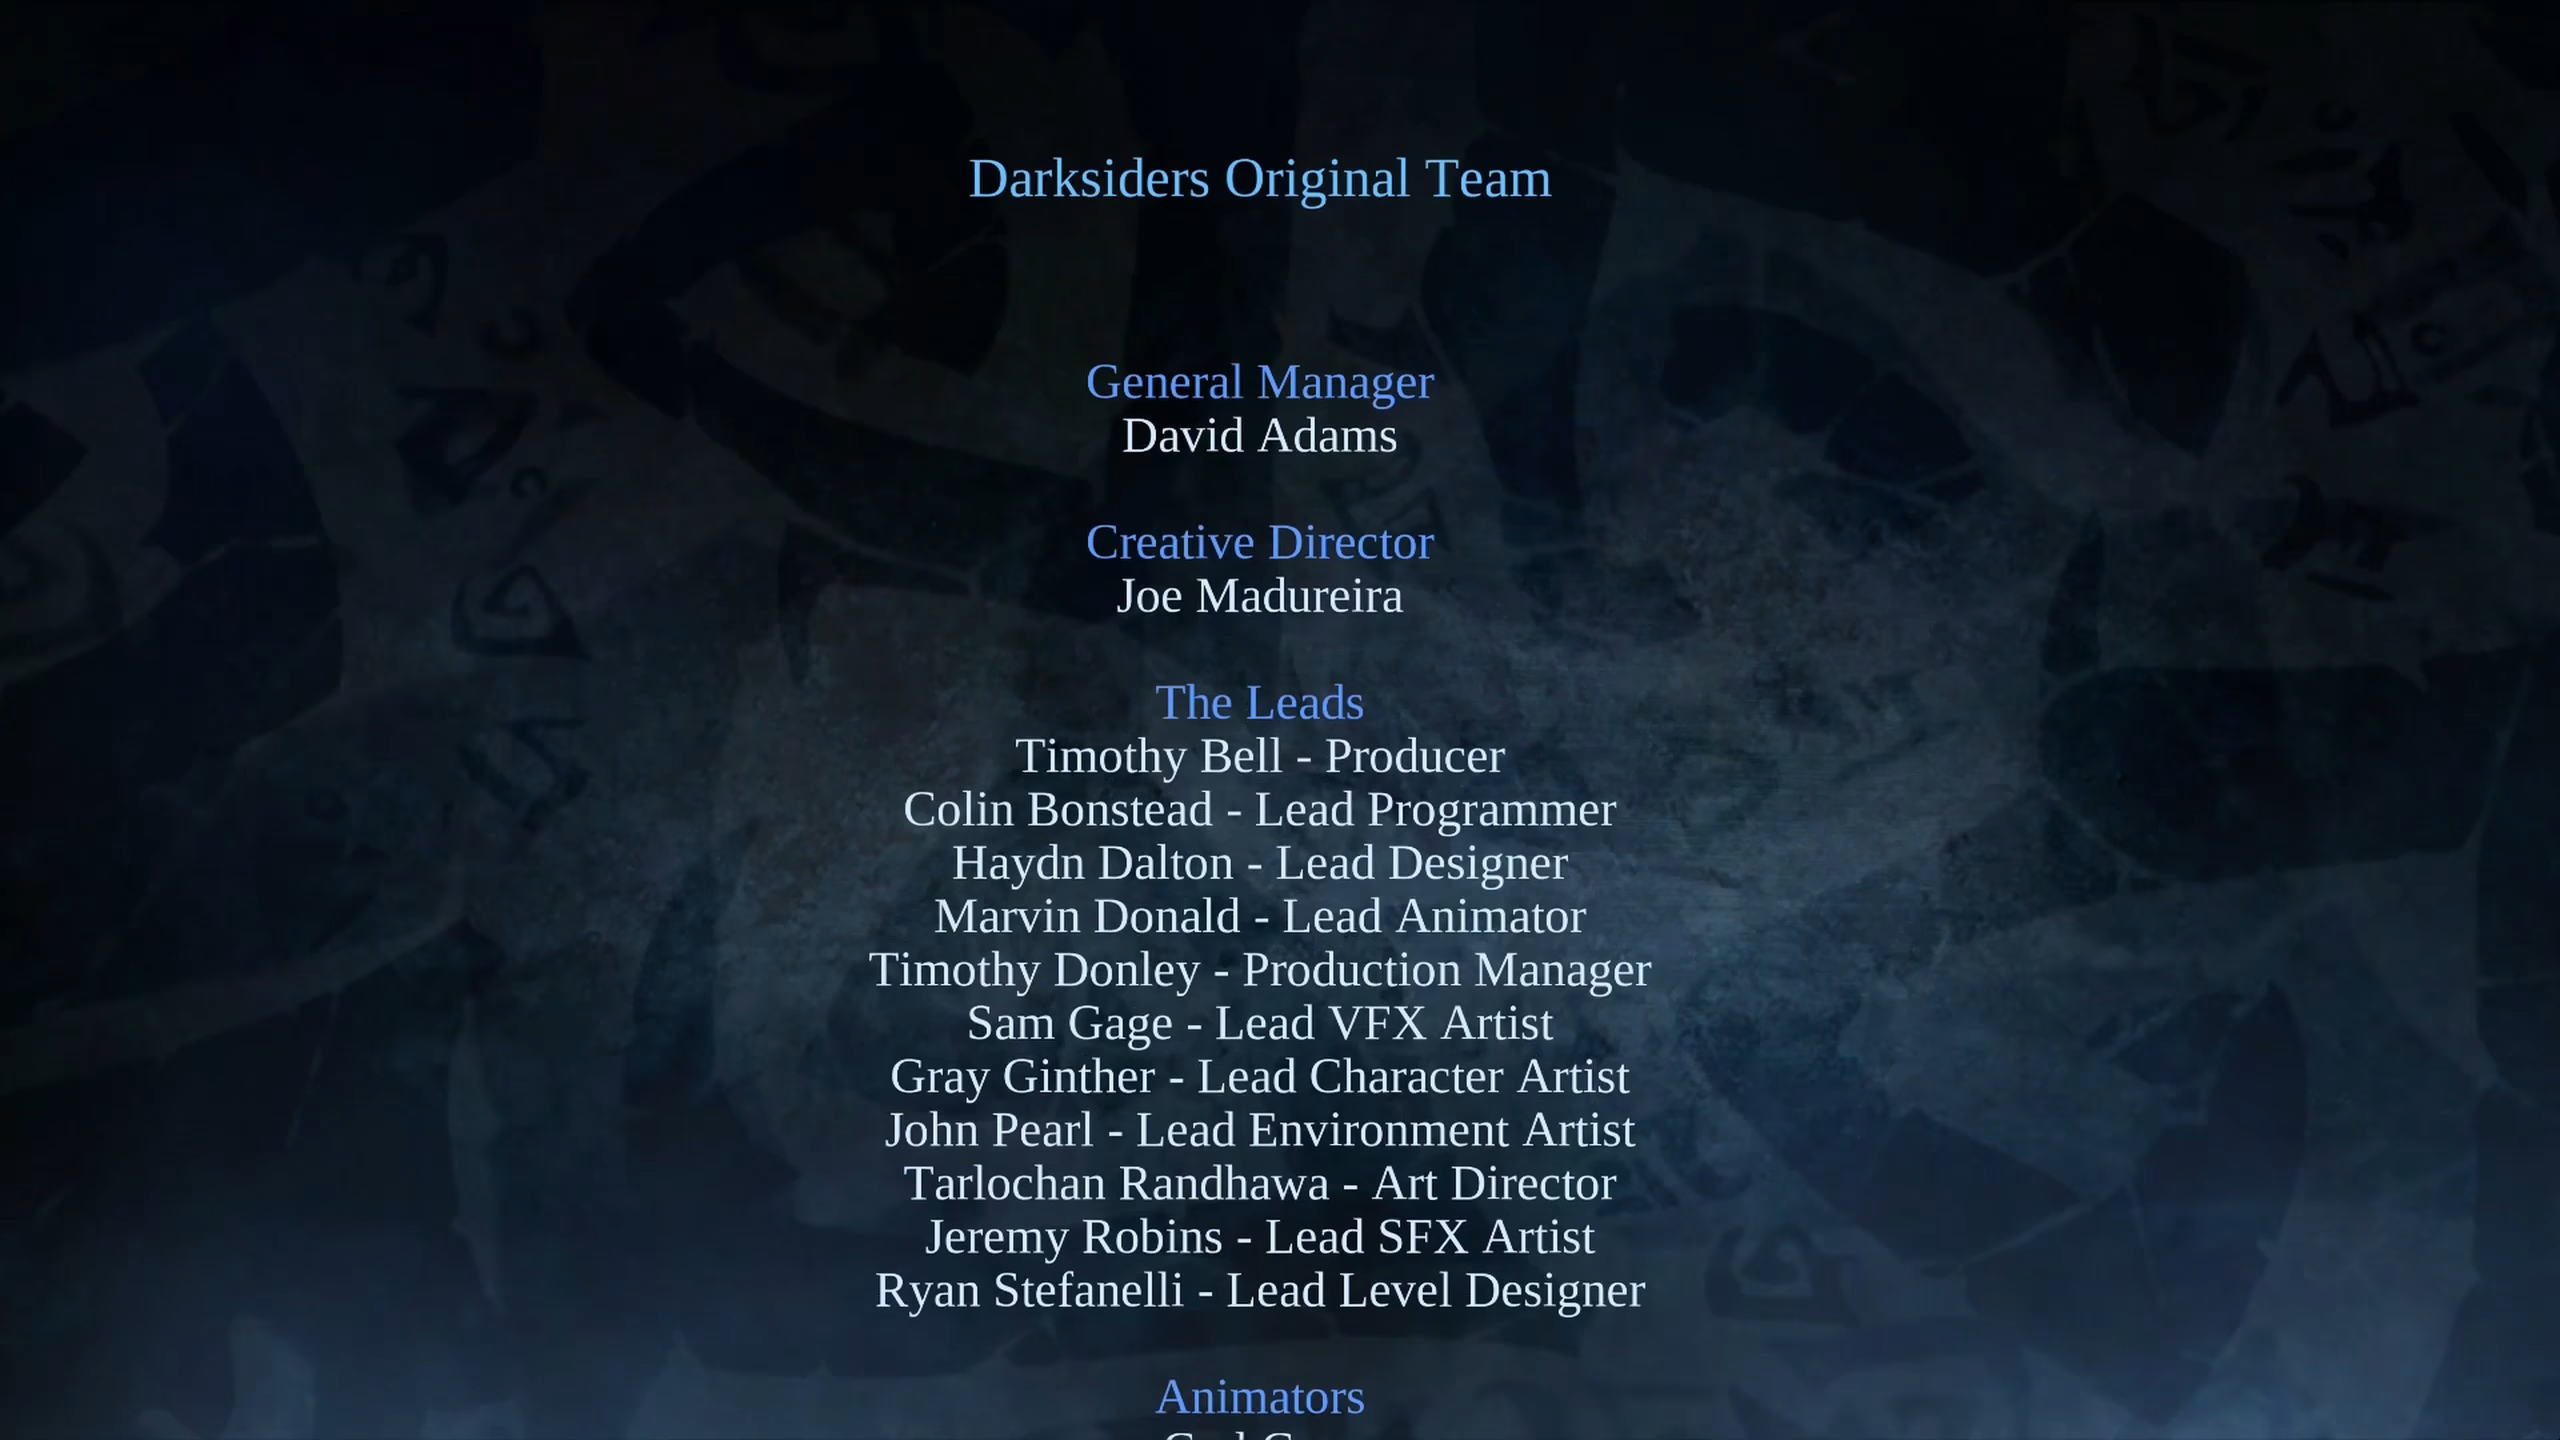 Darksiders Original Team
General Manager
David Adams
Creative Director
Joe Madureira
The Leads
Timothy Bell - Producer
Colin Bonstead - Lead Programmer
Haydn Dalton - Lead Designer
Marvin Donald - Lead Animator
Timothy Donley - Production Manager
Sam Gage - Lead VFX Artist
Gray Ginther - Lead Character Artist
John Pearl - Lead Environment Artist
Tarlochan Randhawa - Art Director
Jeremy Robins - Lead SFX Artist
Ryan Stefanelli - Lead Level Designer
Animators